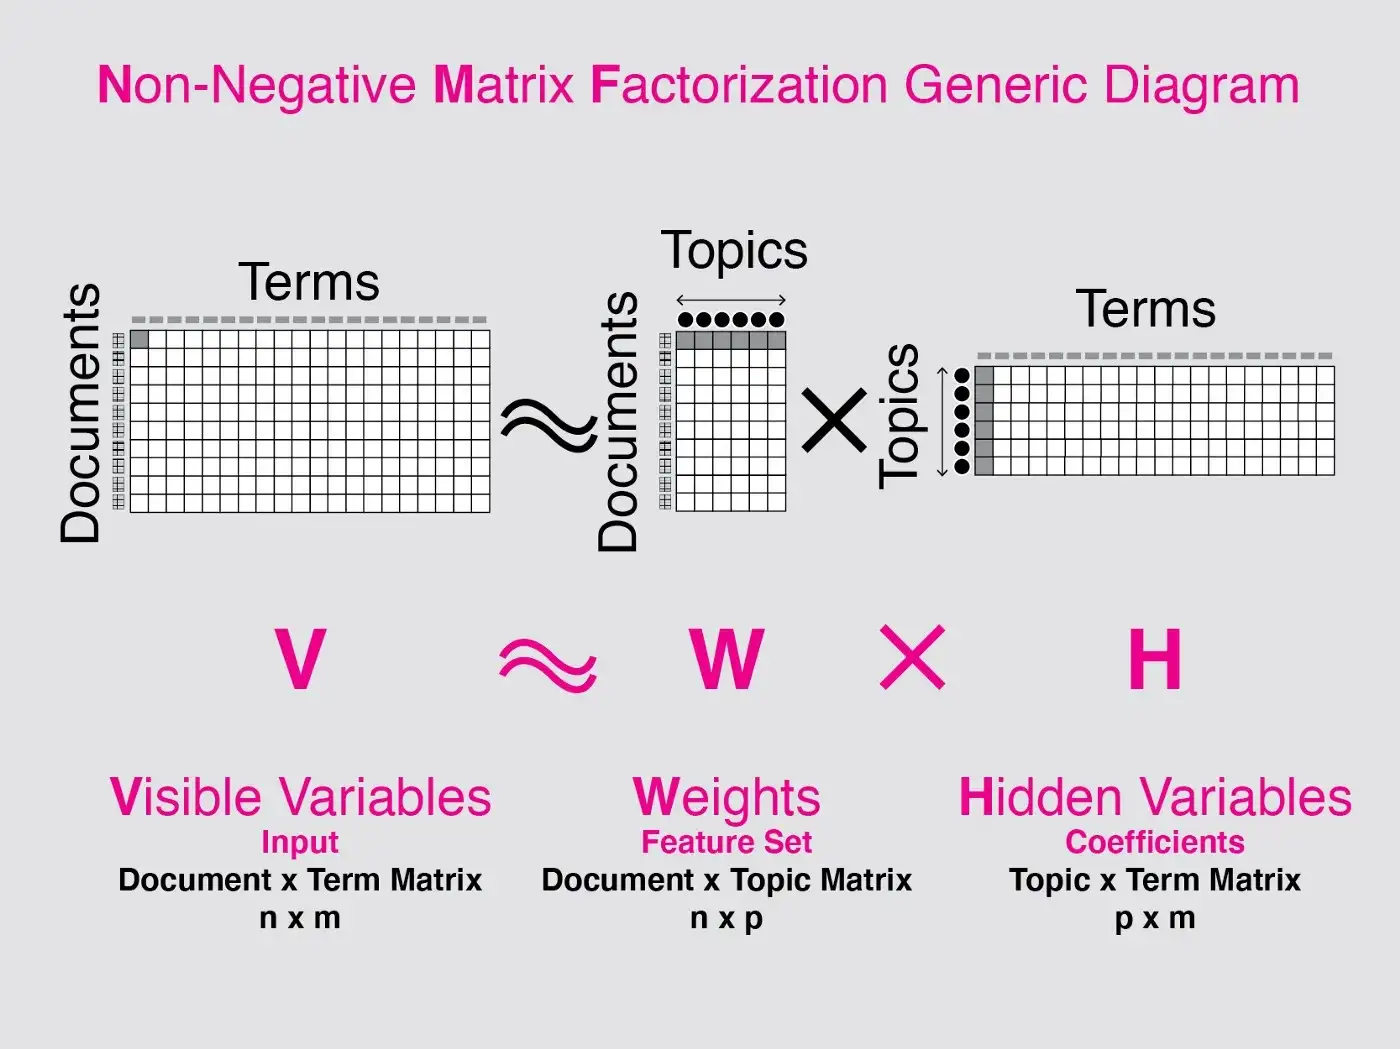 Non-Negative Matrix Factorization Generic Diagram
Documents
Terms
Documents
Topics
Topics
Terms
V ≈ W × H
Visible Variables
Input
Document x Term Matrix
n x m
Weights
Feature Set
Document x Topic Matrix
n x p
Hidden Variables
Coefficients
Topic x Term Matrix
p x m